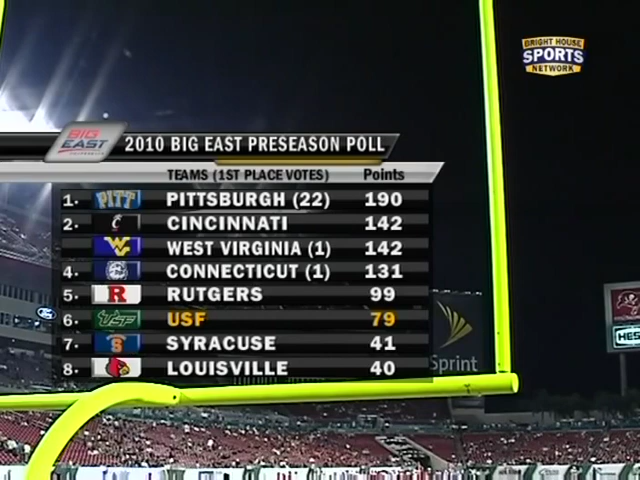 BRIGHT HOUSE
SPORTS
NETWORK
BIG EAST
2010 BIG EAST PRESEASON POLL
TEAMS (1ST PLACE VOTES) Points
1. PITT PITTSBURGH (22) 190
2. C CINCINNATI 142
WV WEST VIRGINIA (1) 142
4. CONNECTICUT (1) 131
5. R RUTGERS 99
6. USF USF 79
7. S SYRACUSE 41
8. LOUISVILLE 40
Ford
Sprint